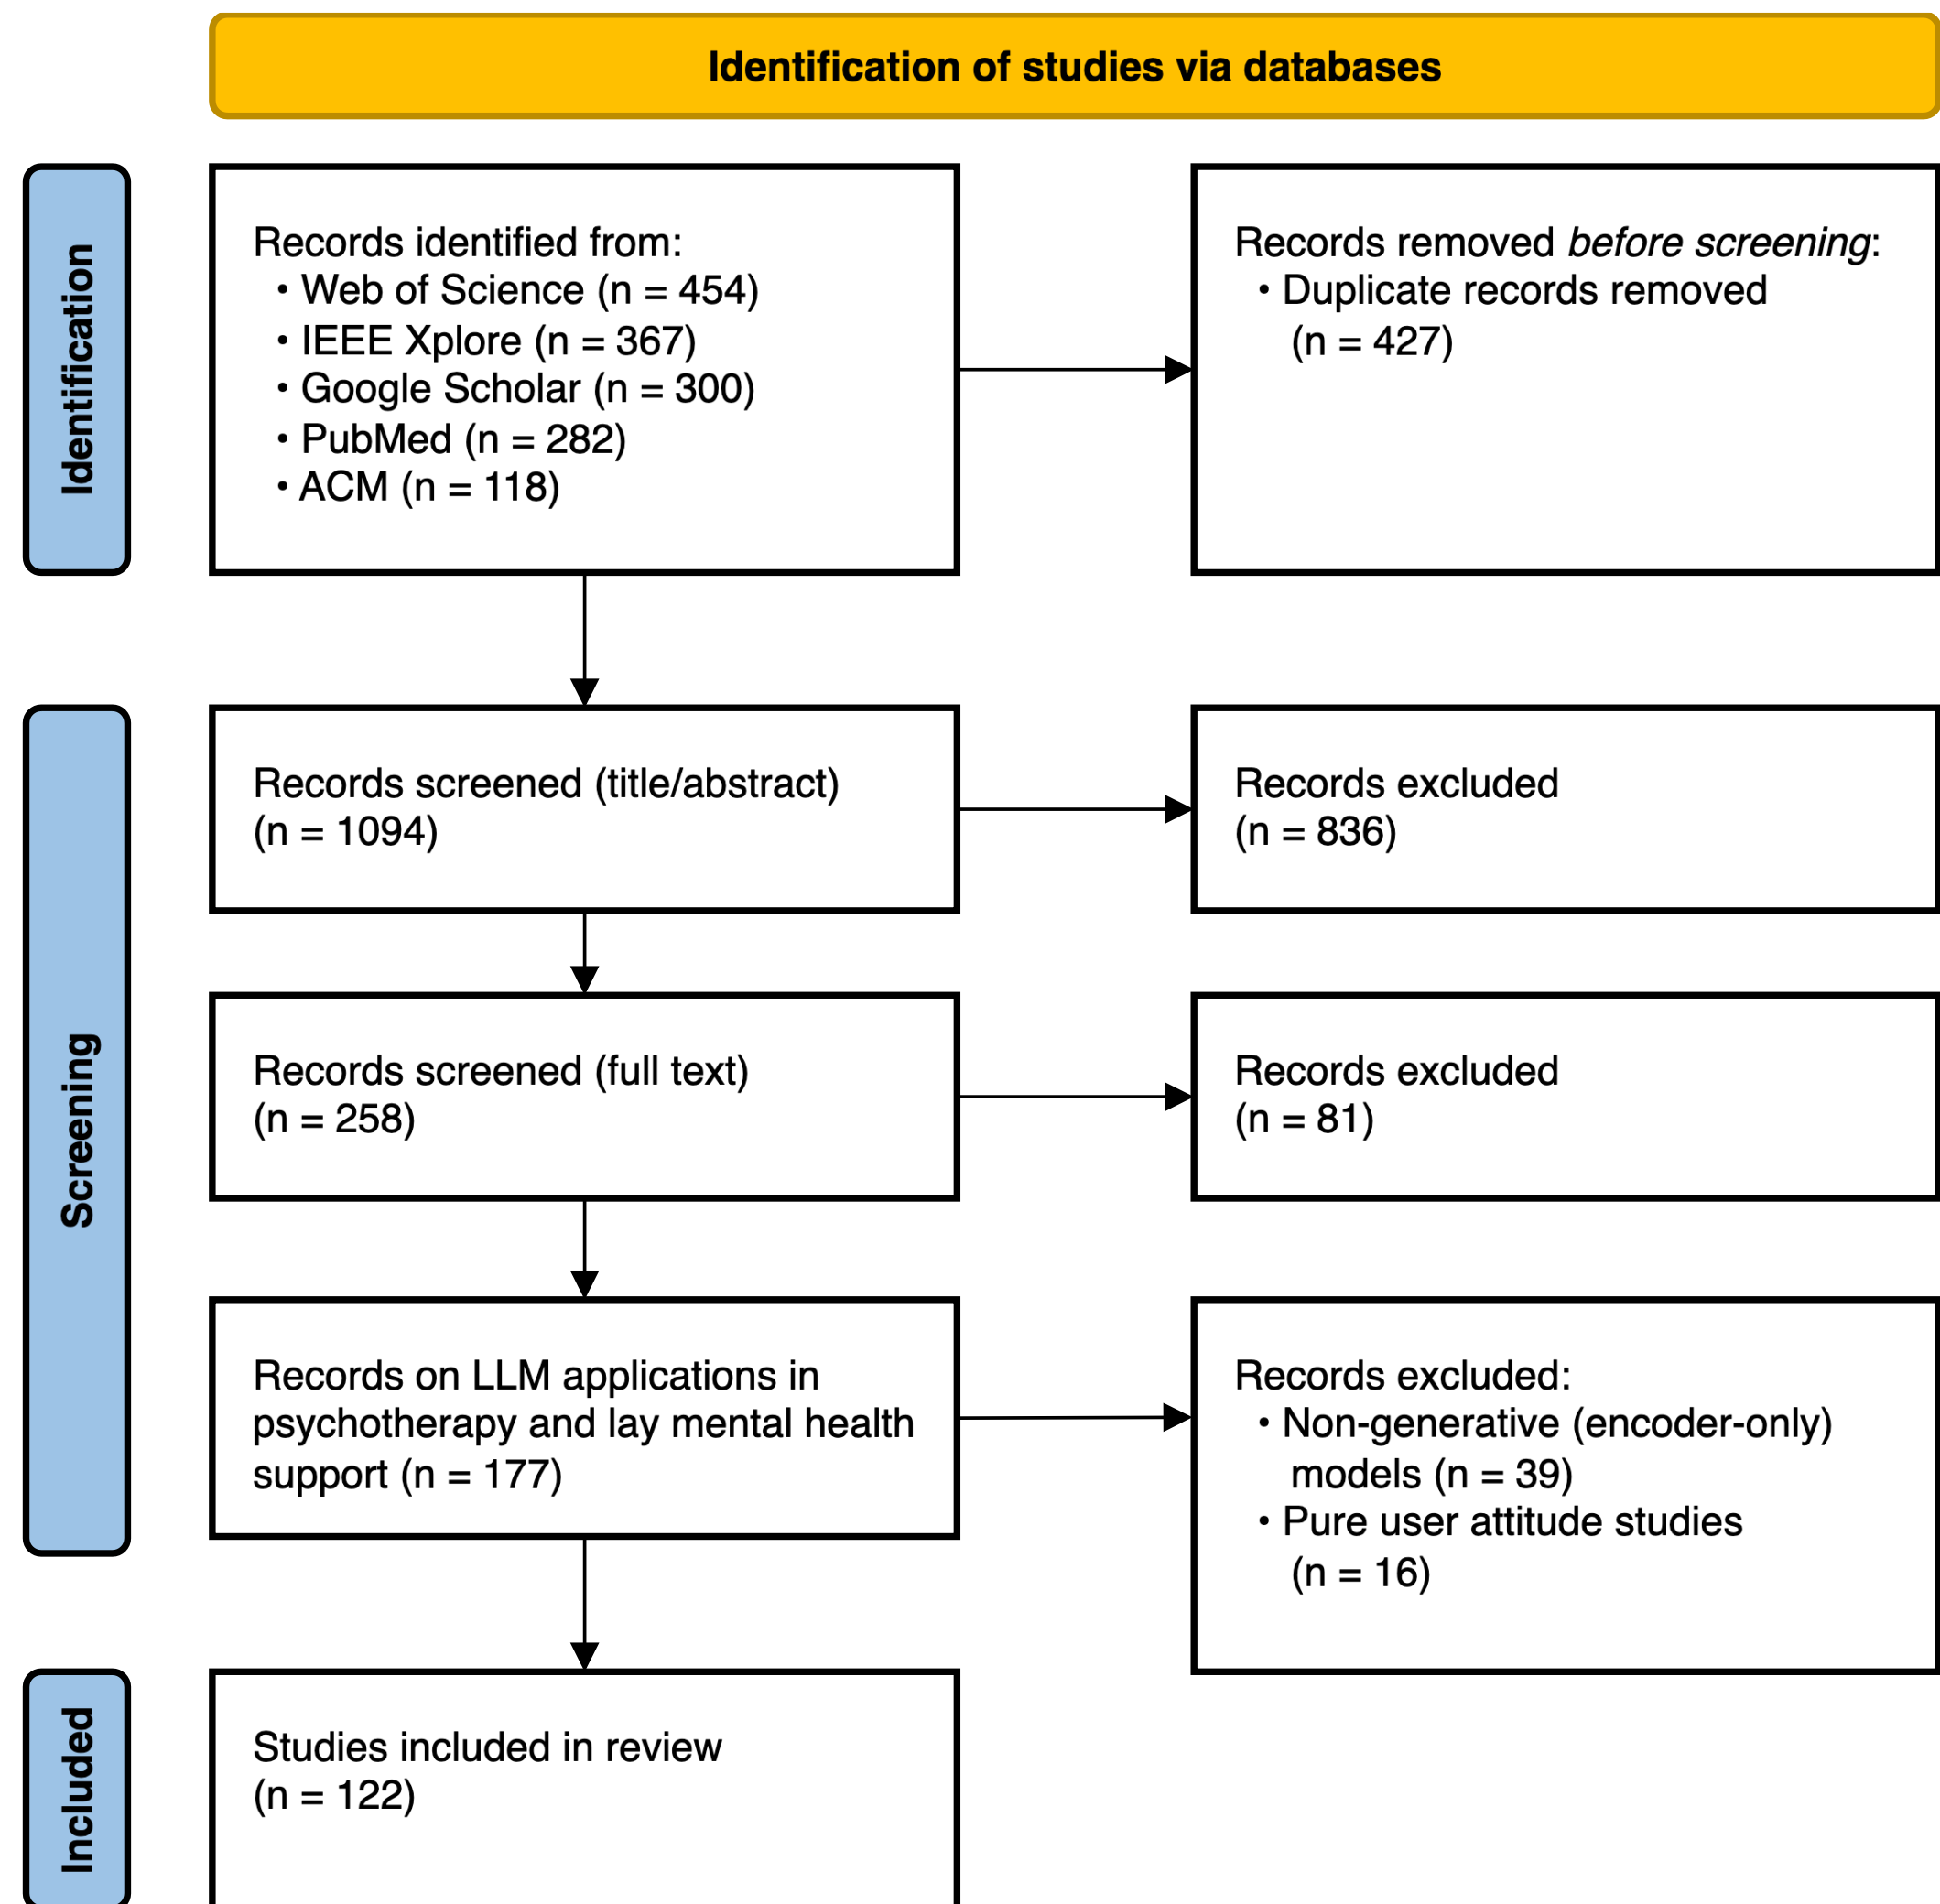 Identification of studies via databases
Identification
Records identified from:
• Web of Science (n = 454)
• IEEE Xplore (n = 367)
• Google Scholar (n = 300)
• PubMed (n = 282)
• ACM (n = 118)
Records removed before screening:
• Duplicate records removed
(n = 427)
Screening
Records screened (title/abstract)
(n = 1094)
Records excluded
(n = 836)
Records screened (full text)
(n = 258)
Records excluded
(n = 81)
Records on LLM applications in
psychotherapy and lay mental health
support (n = 177)
Records excluded:
• Non-generative (encoder-only)
models (n = 39)
• Pure user attitude studies
(n = 16)
Included
Studies included in review
(n = 122)